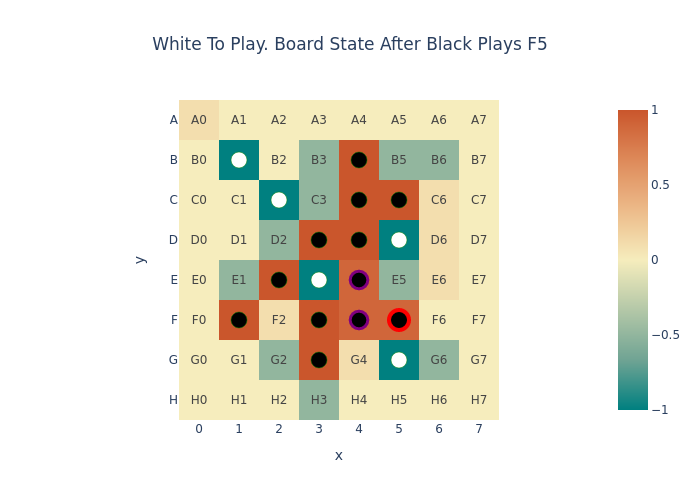 White To Play. Board State After Black Plays F5
A A0 A1 A2 A3 A4 A5 A6 A7 1
B B0 B2 B3 B5 B6 B7
C C0 C1 C3 C6 C7 0.5
D D0 D1 D2 D6 D7
y 0
E E0 E1 E5 E6 E7
F F0 F2 F6 F7 −0.5
G G0 G1 G2 G4 G6 G7
H H0 H1 H2 H3 H4 H5 H6 H7 −1
0 1 2 3 4 5 6 7
x